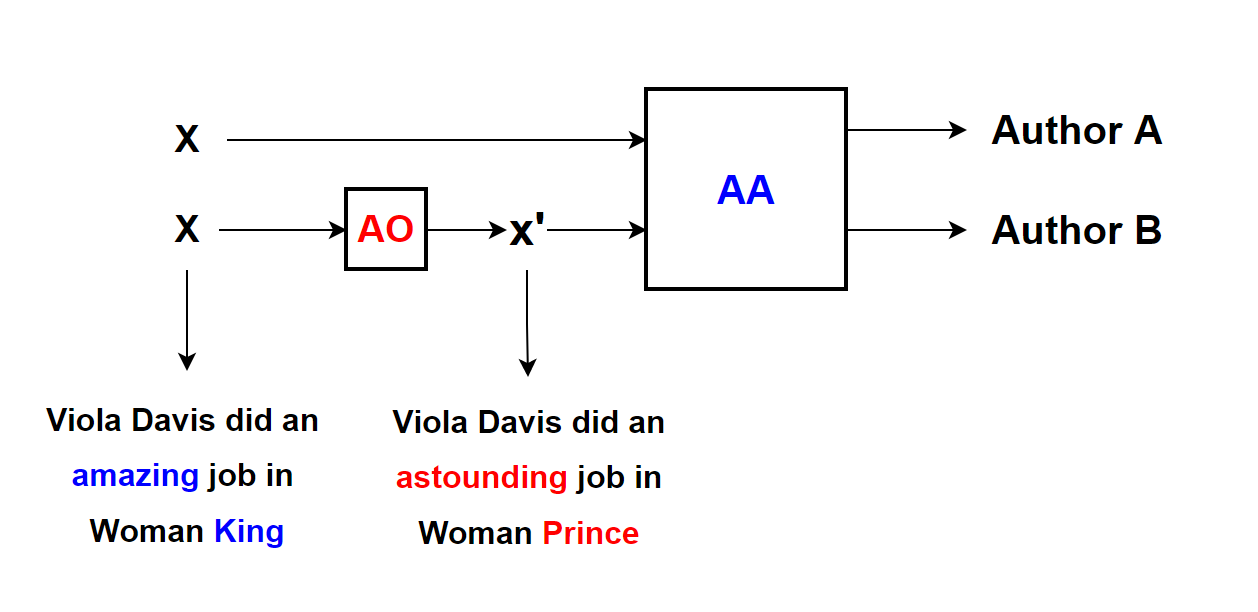 X
AA
Author A
X
AO
x'
Author B
Viola Davis did an
amazing job in
Woman King
Viola Davis did an
astounding job in
Woman Prince